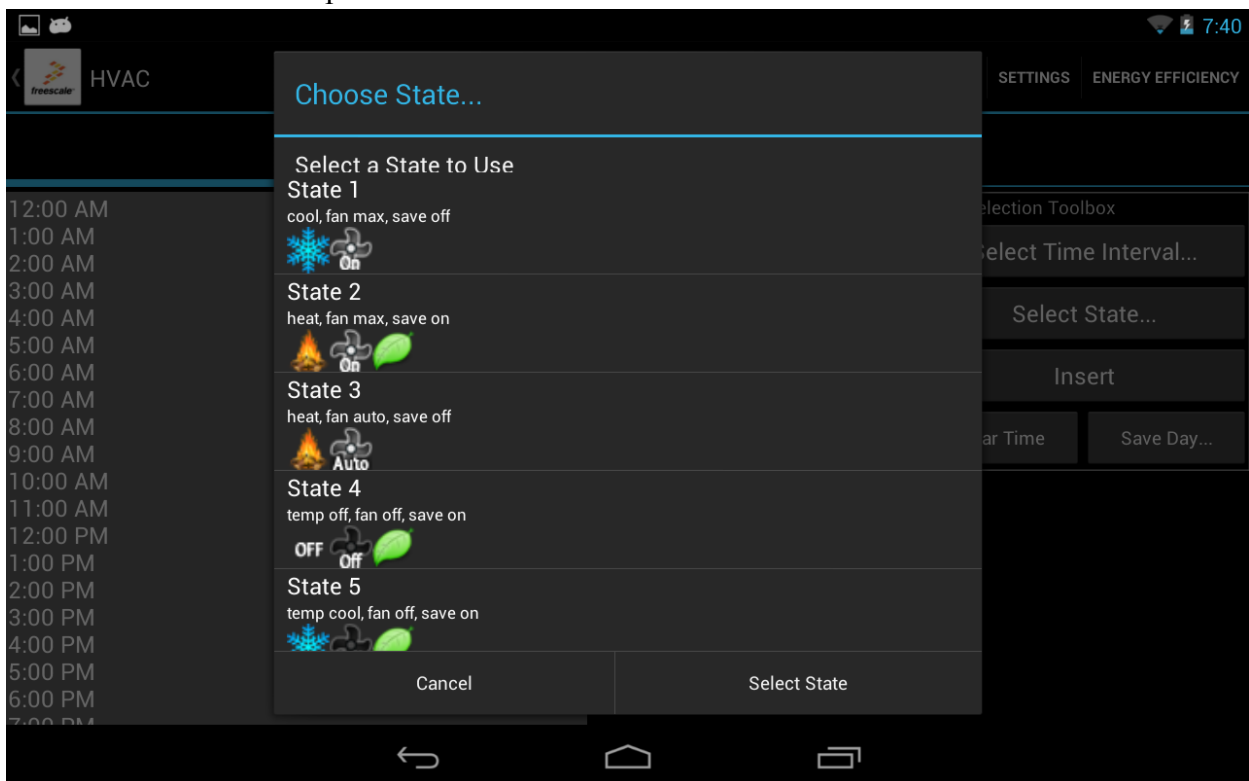 7:40
freescale
HVAC
SETTINGS
ENERGY EFFICIENCY
Choose State...
Select a State to Use
State 1
cool, fan max, save off
On
State 2
heat, fan max, save on
On
State 3
heat, fan auto, save off
Auto
State 4
temp off, fan off, save on
OFF
Off
State 5
temp cool, fan off, save on
Cancel
Select State
12:00 AM
1:00 AM
2:00 AM
3:00 AM
4:00 AM
5:00 AM
6:00 AM
7:00 AM
8:00 AM
9:00 AM
10:00 AM
11:00 AM
12:00 PM
1:00 PM
2:00 PM
3:00 PM
4:00 PM
5:00 PM
6:00 PM
7:00 PM
election Toolbox
Select Time Interval...
Select State...
Insert
ar Time
Save Day...